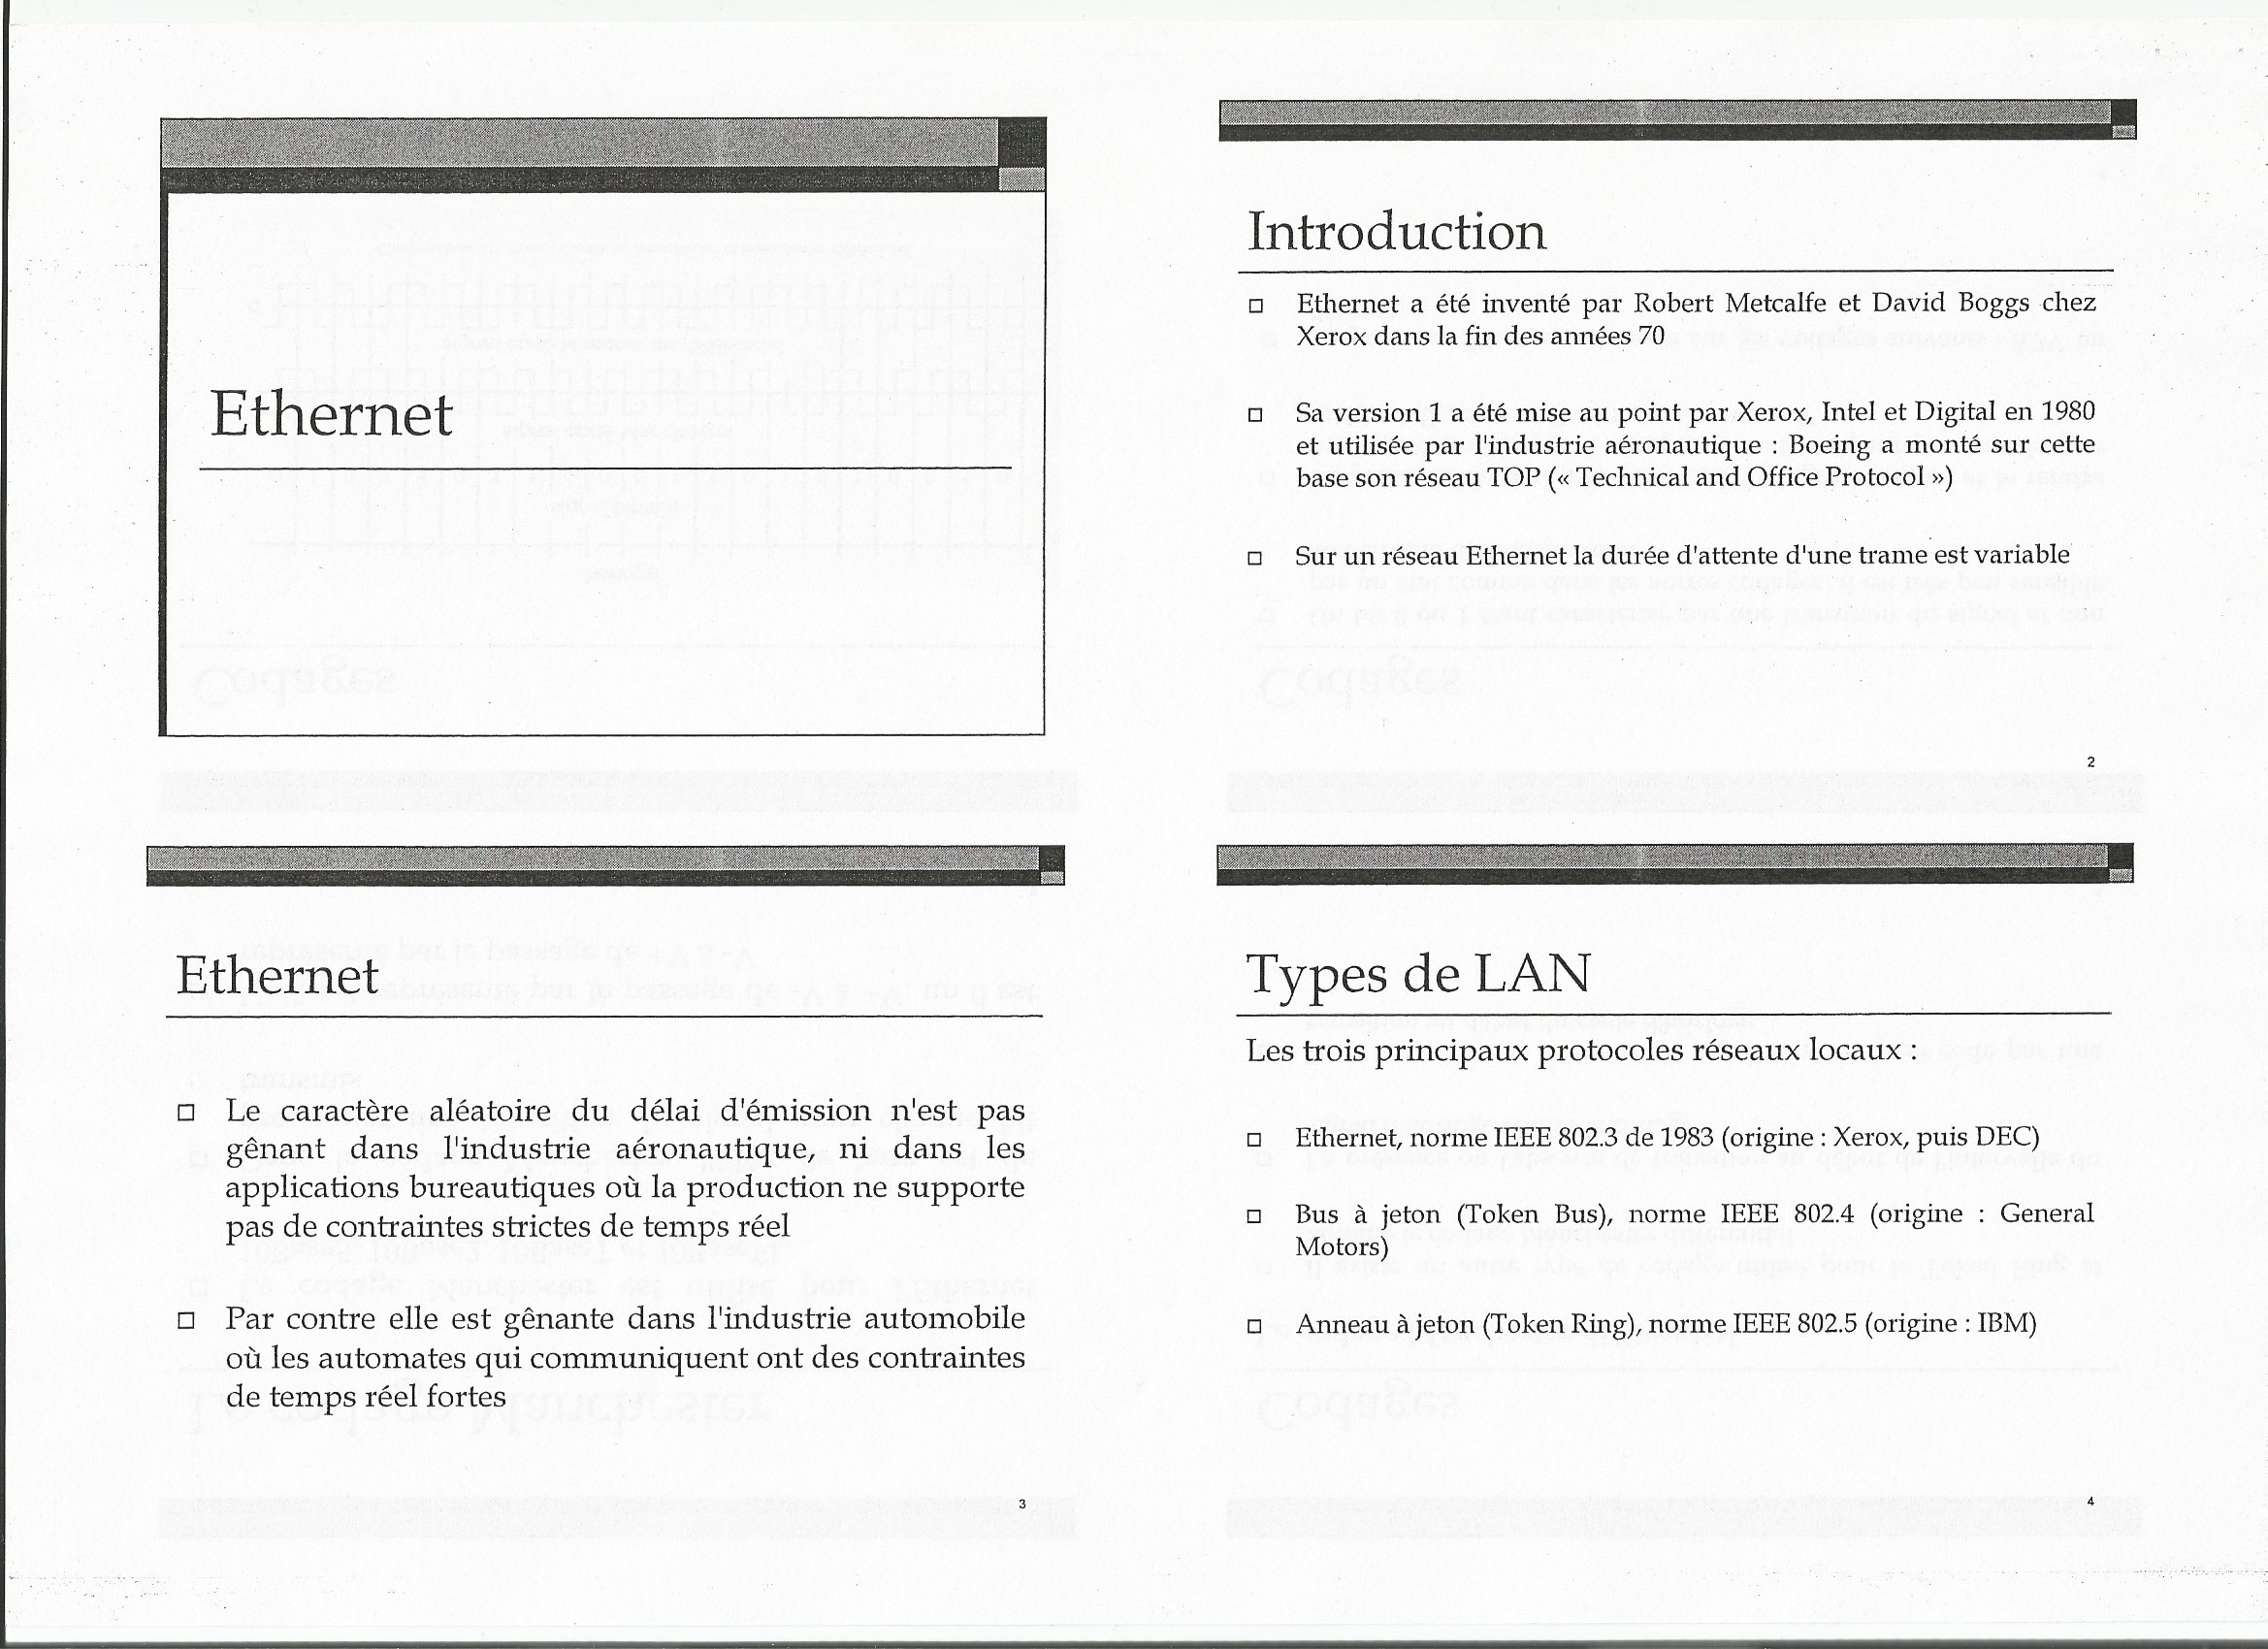 Ethernet
Introduction
□ Ethernet a été inventé par Robert Metcalfe et David Boggs chez
Xerox dans la fin des années 70
□ Sa version 1 a été mise au point par Xerox, Intel et Digital en 1980
et utilisée par l'industrie aéronautique : Boeing a monté sur cette
base son réseau TOP (« Technical and Office Protocol »)
□ Sur un réseau Ethernet la durée d'attente d'une trame est variable
2
Ethernet
□ Le caractère aléatoire du délai d'émission n'est pas
gênant dans l'industrie aéronautique, ni dans les
applications bureautiques où la production ne supporte
pas de contraintes strictes de temps réel
□ Par contre elle est gênante dans l'industrie automobile
où les automates qui communiquent ont des contraintes
de temps réel fortes
3
Types de LAN
Les trois principaux protocoles réseaux locaux :
□ Ethernet, norme IEEE 802.3 de 1983 (origine : Xerox, puis DEC)
□ Bus à jeton (Token Bus), norme IEEE 802.4 (origine : General
Motors)
□ Anneau à jeton (Token Ring), norme IEEE 802.5 (origine : IBM)
4